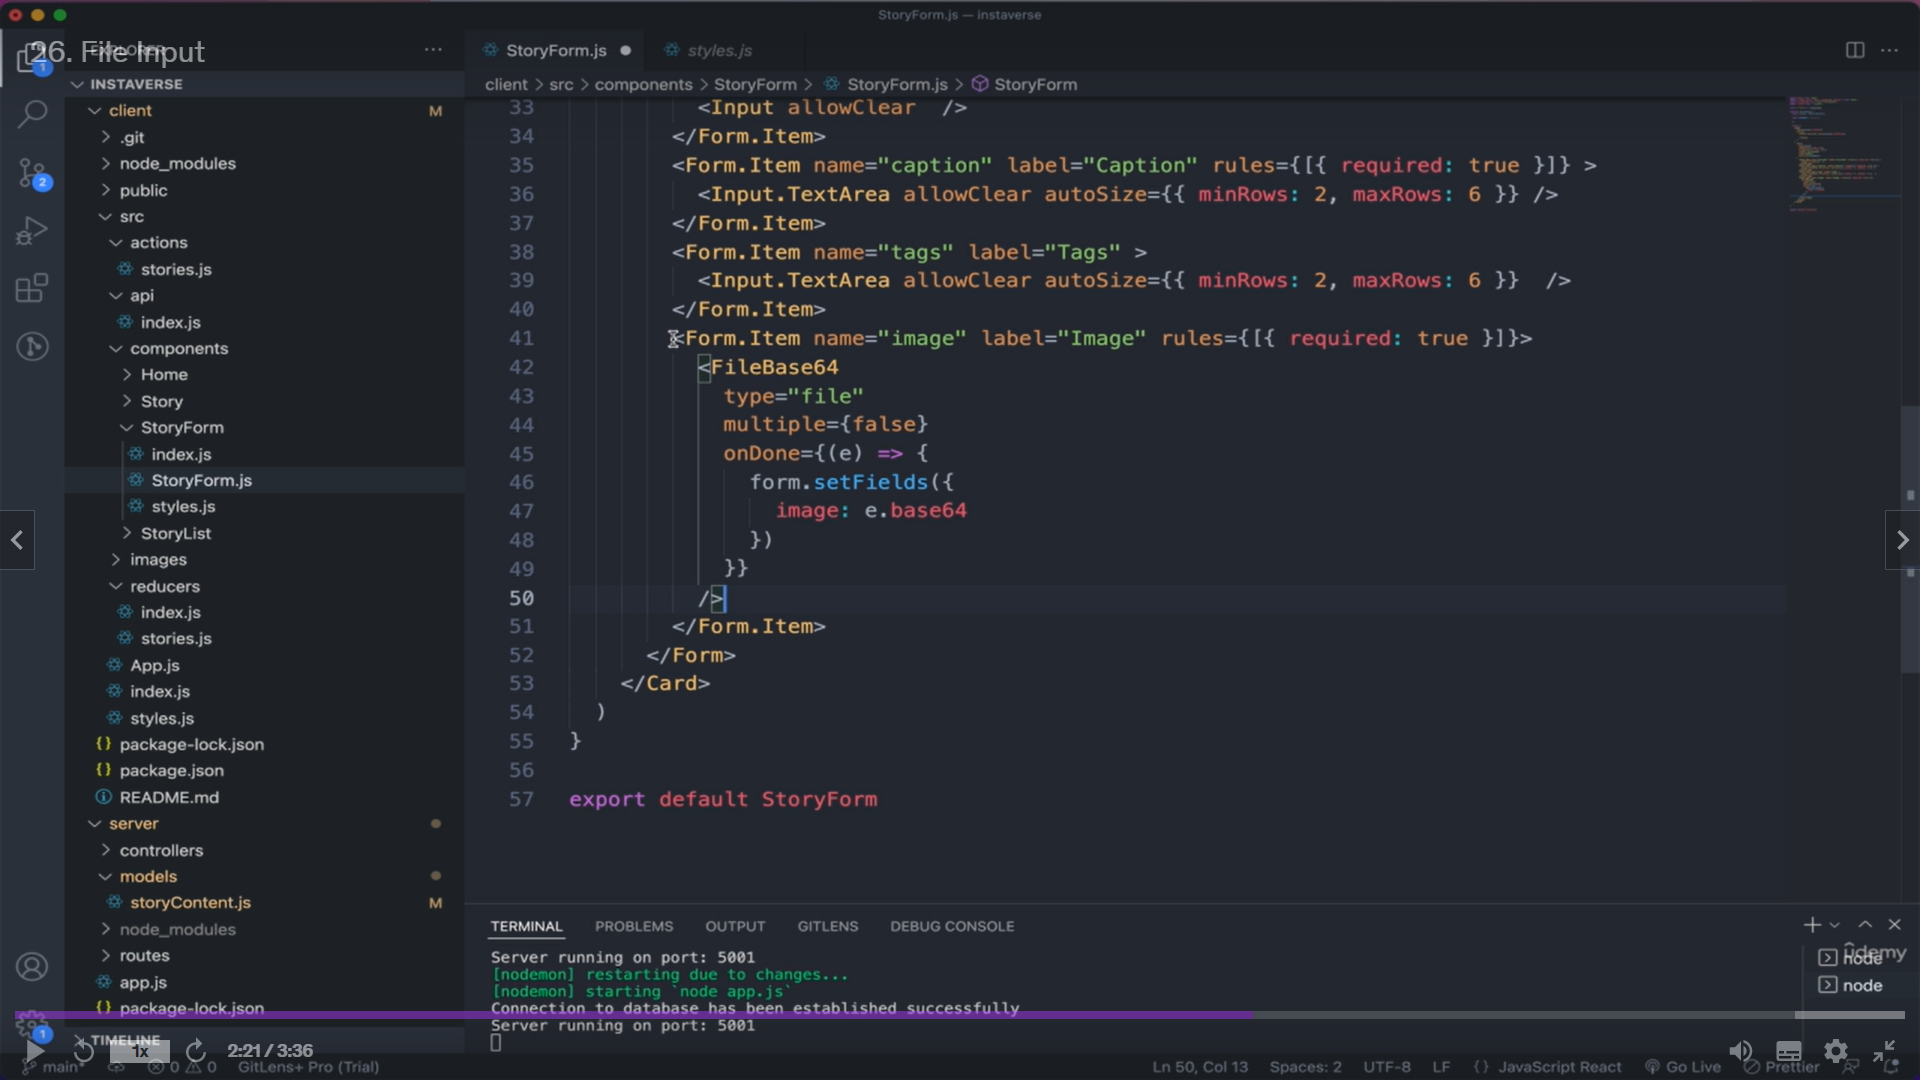 StoryForm.js — instaverse
26. File Input
EXPLORER
StoryForm.js
styles.js
INSTAVERSE
client > src > components > StoryForm > StoryForm.js > StoryForm
client M
.git
node_modules
public
src
actions
stories.js
api
index.js
components
Home
Story
StoryForm
index.js
StoryForm.js
styles.js
StoryList
images
reducers
index.js
stories.js
App.js
index.js
styles.js
package-lock.json
package.json
README.md
server
controllers
models
storyContent.js M
node_modules
routes
app.js
package-lock.json
TIMELINE
33 <Input allowClear />
34 </Form.Item>
35 <Form.Item name="caption" label="Caption" rules={[{ required: true }]} >
36 <Input.TextArea allowClear autoSize={{ minRows: 2, maxRows: 6 }} />
37 </Form.Item>
38 <Form.Item name="tags" label="Tags" >
39 <Input.TextArea allowClear autoSize={{ minRows: 2, maxRows: 6 }} />
40 </Form.Item>
41 <Form.Item name="image" label="Image" rules={[{ required: true }]}>
42 <FileBase64
43 type="file"
44 multiple={false}
45 onDone={(e) => {
46 form.setFields({
47 image: e.base64
48 })
49 }}
50 />
51 </Form.Item>
52 </Form>
53 </Card>
54 )
55 }
56
57 export default StoryForm
TERMINAL PROBLEMS OUTPUT GITLENS DEBUG CONSOLE
Server running on port: 5001
[nodemon] restarting due to changes...
[nodemon] starting `node app.js`
Connection to database has been established successfully
Server running on port: 5001
node
udemy
node
1 2 1
1x 2:21 / 3:36
main* 0 0 GitLens+ Pro (Trial) Ln 50, Col 13 Spaces: 2 UTF-8 LF {} JavaScript React Go Live Prettier